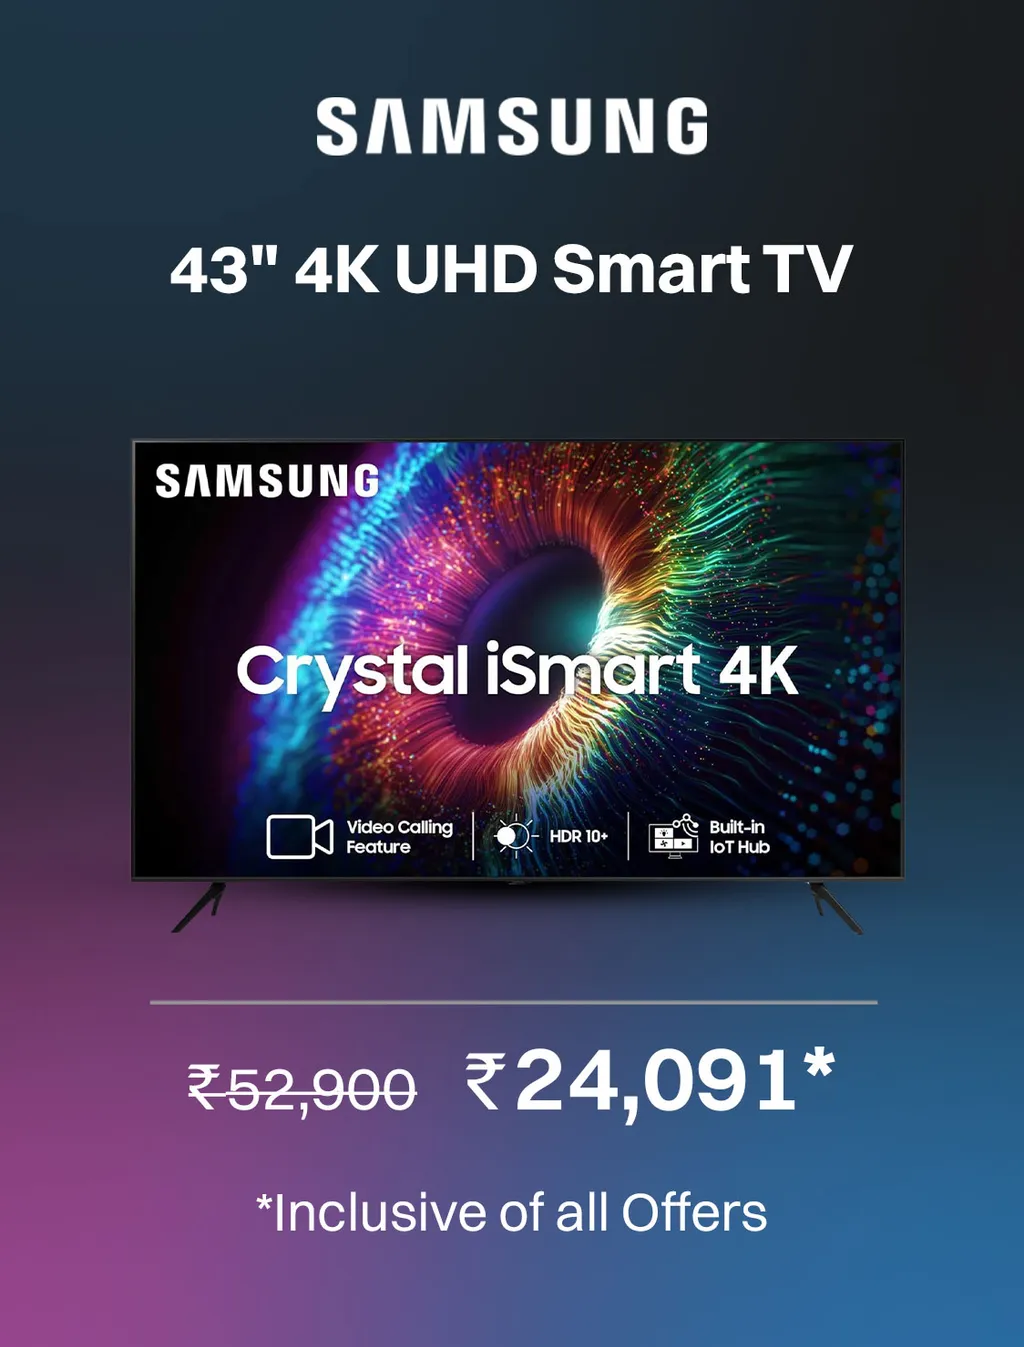 SAMSUNG
43" 4K UHD Smart TV
SAMSUNG
Crystal iSmart 4K
Video Calling
Feature
HDR 10+
Built-in
IoT Hub
₹52,900 ₹24,091*
*Inclusive of all Offers